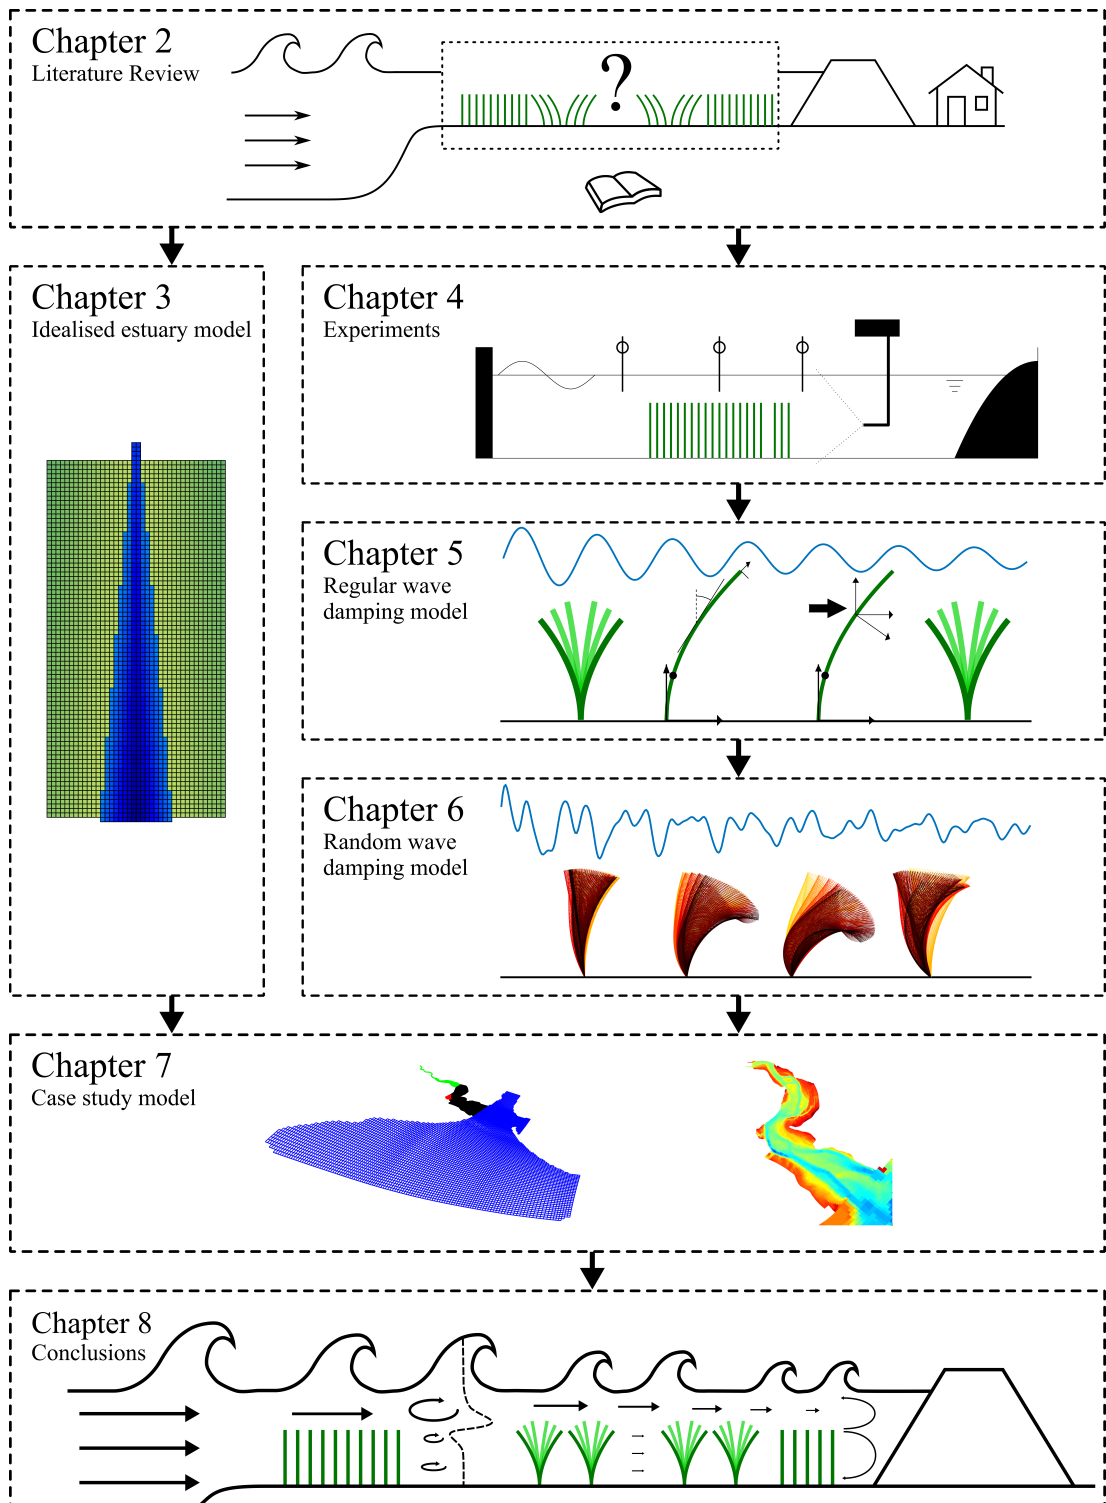 Chapter 2
Literature Review
?
Chapter 3
Idealised estuary model
Chapter 4
Experiments
Chapter 5
Regular wave
damping model
Chapter 6
Random wave
damping model
Chapter 7
Case study model
Chapter 8
Conclusions